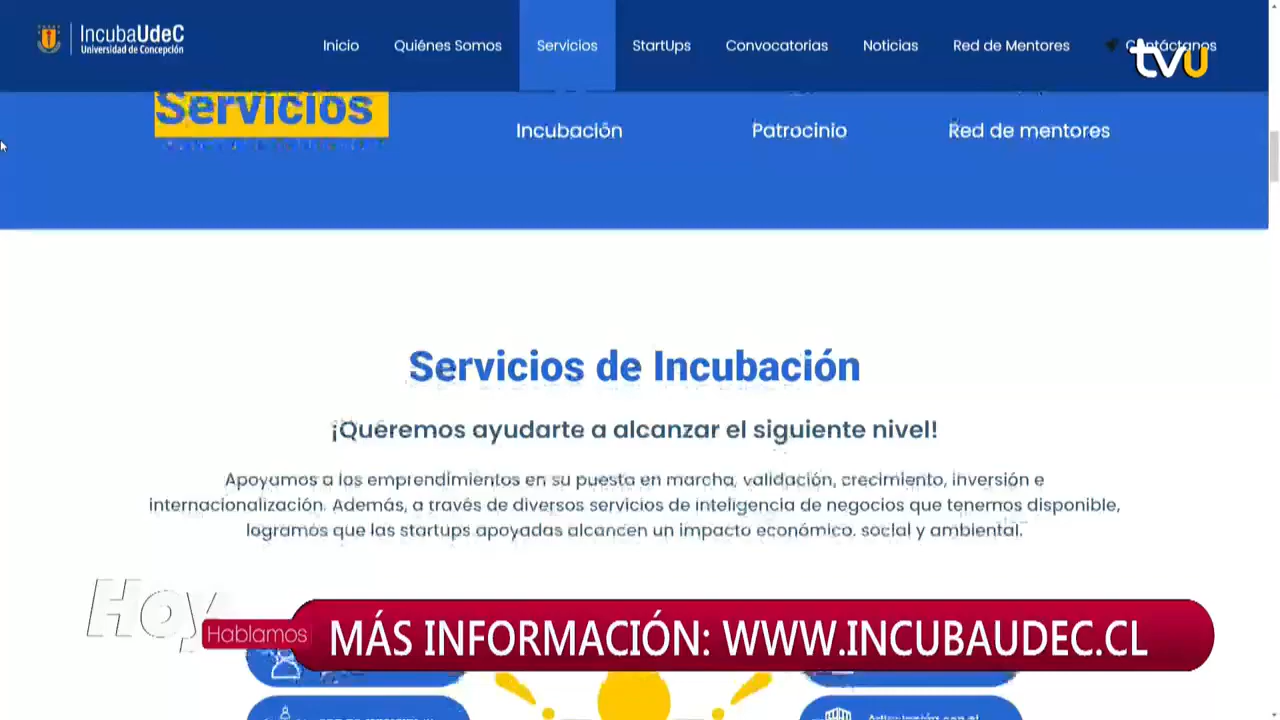 IncubaUdeC
Universidad de Concepción
Inicio
Quiénes Somos
Servicios
StartUps
Convocatorias
Noticias
Red de Mentores
Contáctanos
tvu
Servicios
Incubación
Patrocinio
Red de mentores
Servicios de Incubación
¡Queremos ayudarte a alcanzar el siguiente nivel!
Apoyamos a los emprendimientos en su puesta en marcha, validación, crecimiento, inversión e
internacionalización. Además, a través de diversos servicios de inteligencia de negocios que tenemos disponible,
logramos que las startups apoyadas alcancen un impacto económico, social y ambiental.
Hoy
Hablamos
MÁS INFORMACIÓN: WWW.INCUBAUDEC.CL